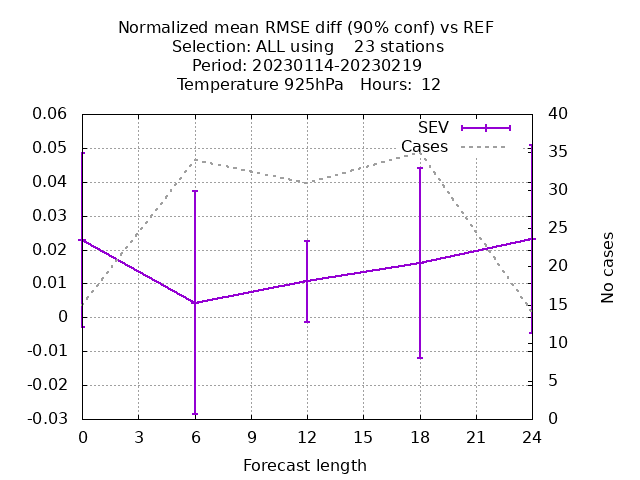 Normalized mean RMSE diff (90% conf) vs REF
Selection: ALL using    23 stations
Period: 20230114-20230219
Temperature 925hPa   Hours:  12
0.06
0.05
0.04
0.03
0.02
0.01
0
-0.01
-0.02
-0.03
SEV
Cases
40
35
30
25
20
15
10
5
0
No cases
0 3 6 9 12 15 18 21 24
Forecast length